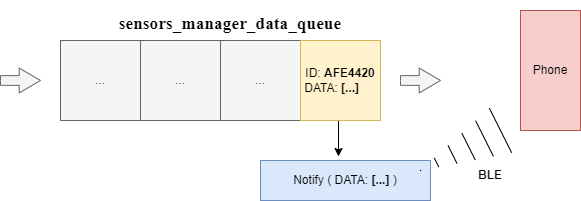 sensors_manager_data_queue
...
...
...
ID: AFE4420
DATA: [...]
Phone
Notify ( DATA: [...] )
BLE